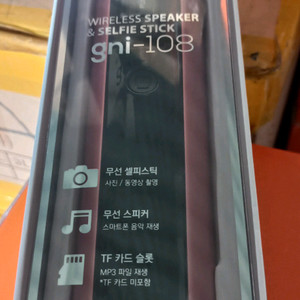 WIRELESS SPEAKER
& SELFIE STICK
gni-108
무선 셀피스틱
사진 / 동영상 촬영
무선 스피커
스마트폰 음악 재생
TF 카드 슬롯
MP3 파일 재생
*TF 카드 미포함